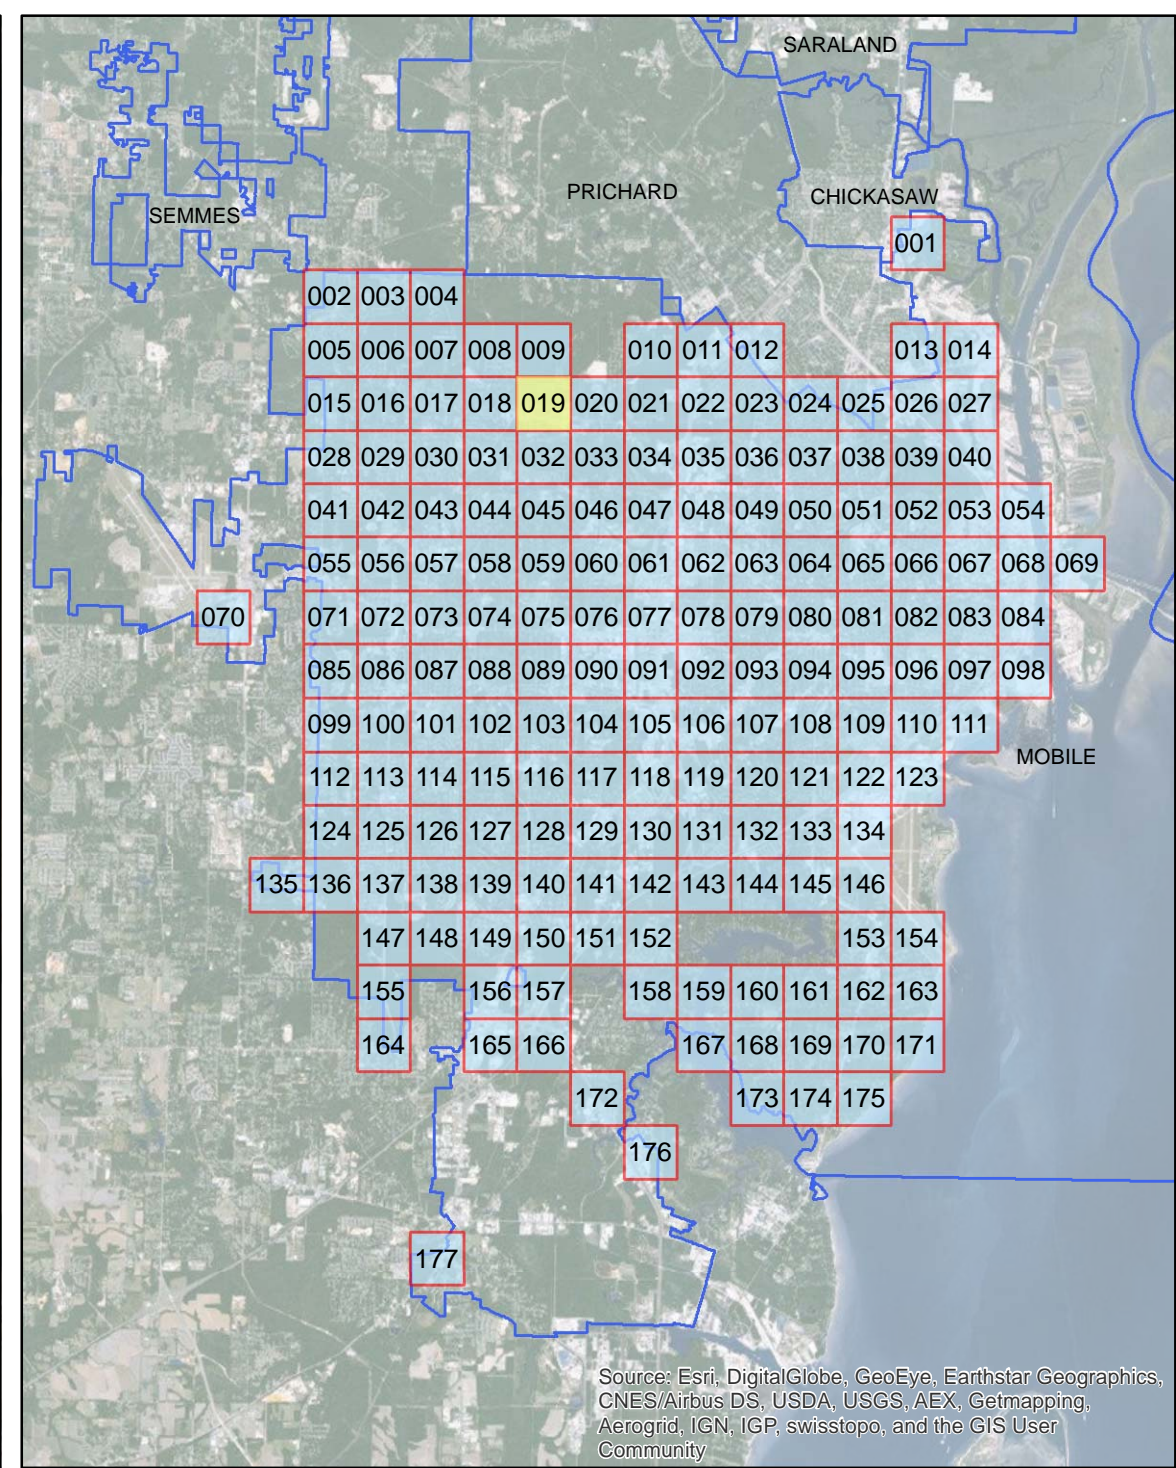 SARALAND
PRICHARD
CHICKASAW
SEMMES
001
002 003 004
005 006 007 008 009 010 011 012 013 014
015 016 017 018 019 020 021 022 023 024 025 026 027
028 029 030 031 032 033 034 035 036 037 038 039 040
041 042 043 044 045 046 047 048 049 050 051 052 053 054
055 056 057 058 059 060 061 062 063 064 065 066 067 068 069
070 071 072 073 074 075 076 077 078 079 080 081 082 083 084
085 086 087 088 089 090 091 092 093 094 095 096 097 098
099 100 101 102 103 104 105 106 107 108 109 110 111
MOBILE
112 113 114 115 116 117 118 119 120 121 122 123
124 125 126 127 128 129 130 131 132 133 134
135 136 137 138 139 140 141 142 143 144 145 146
147 148 149 150 151 152 153 154
155 156 157 158 159 160 161 162 163
164 165 166 167 168 169 170 171
172 173 174 175
176
177
Source: Esri, DigitalGlobe, GeoEye, Earthstar Geographics,
CNES/Airbus DS, USDA, USGS, AEX, Getmapping,
Aerogrid, IGN, IGP, swisstopo, and the GIS User
Community